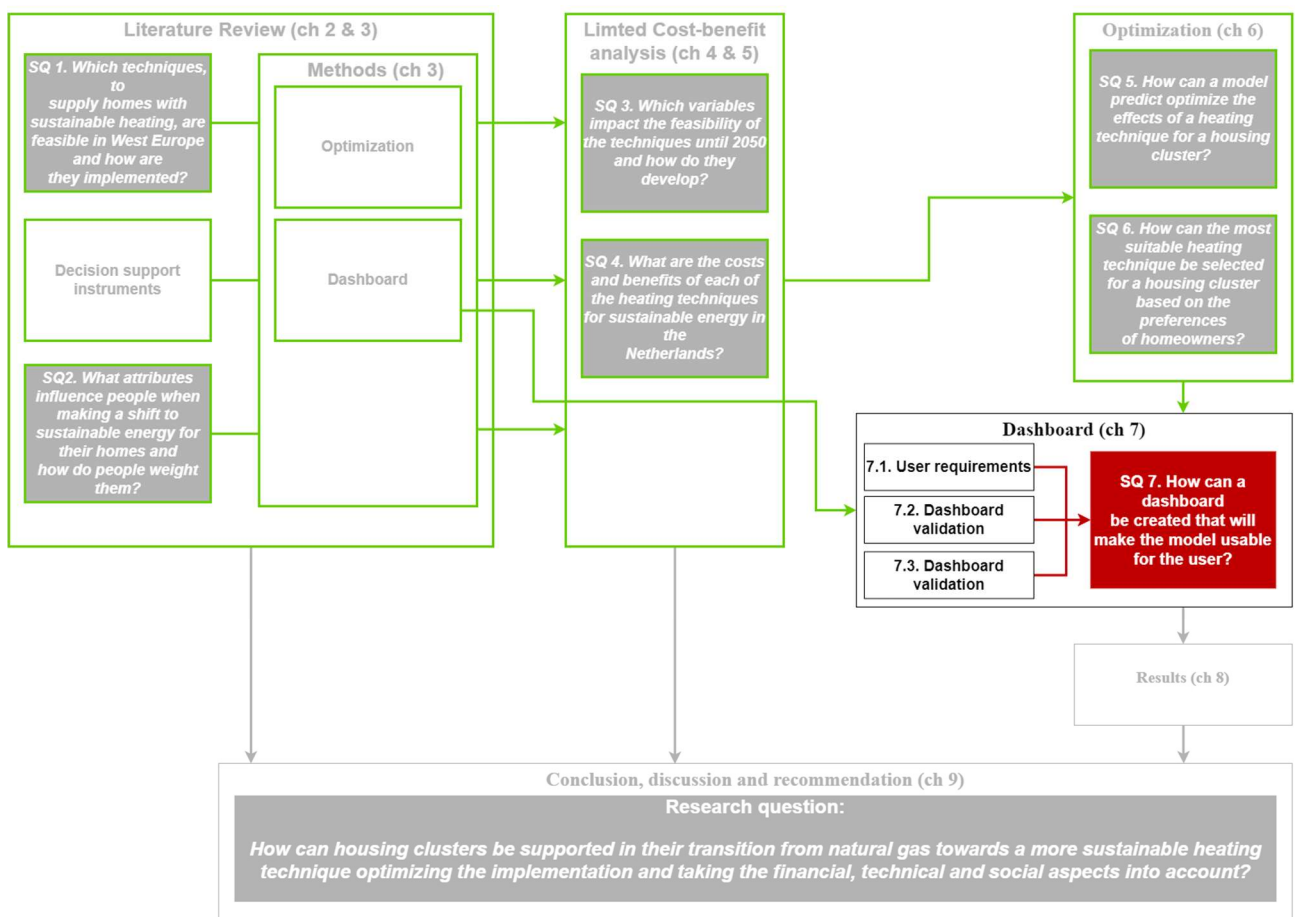 Literature Review (ch 2 & 3)
SQ 1. Which techniques,
to
supply homes with
sustainable heating, are
feasible in West Europe
and how are
they implemented?
Decision support
instruments
SQ2. What attributes
influence people when
making a shift to
sustainable energy for
their homes and
how do people weight
them?
Methods (ch 3)
Optimization
Dashboard
Limted Cost-benefit
analysis (ch 4 & 5)
SQ 3. Which variables
impact the feasibility of
the techniques until 2050
and how do they
develop?
SQ 4. What are the costs
and benefits of each of
the heating techniques
for sustainable energy in
the
Netherlands?
Optimization (ch 6)
SQ 5. How can a model
predict optimize the
effects of a heating
technique for a housing
cluster?
SQ 6. How can the most
suitable heating
technique be selected
for a housing cluster
based on the
preferences
of homeowners?
Dashboard (ch 7)
7.1. User requirements
7.2. Dashboard
validation
7.3. Dashboard
validation
SQ 7. How can a
dashboard
be created that will
make the model usable
for the user?
Results (ch 8)
Conclusion, discussion and recommendation (ch 9)
Research question:
How can housing clusters be supported in their transition from natural gas towards a more sustainable heating
technique optimizing the implementation and taking the financial, technical and social aspects into account?